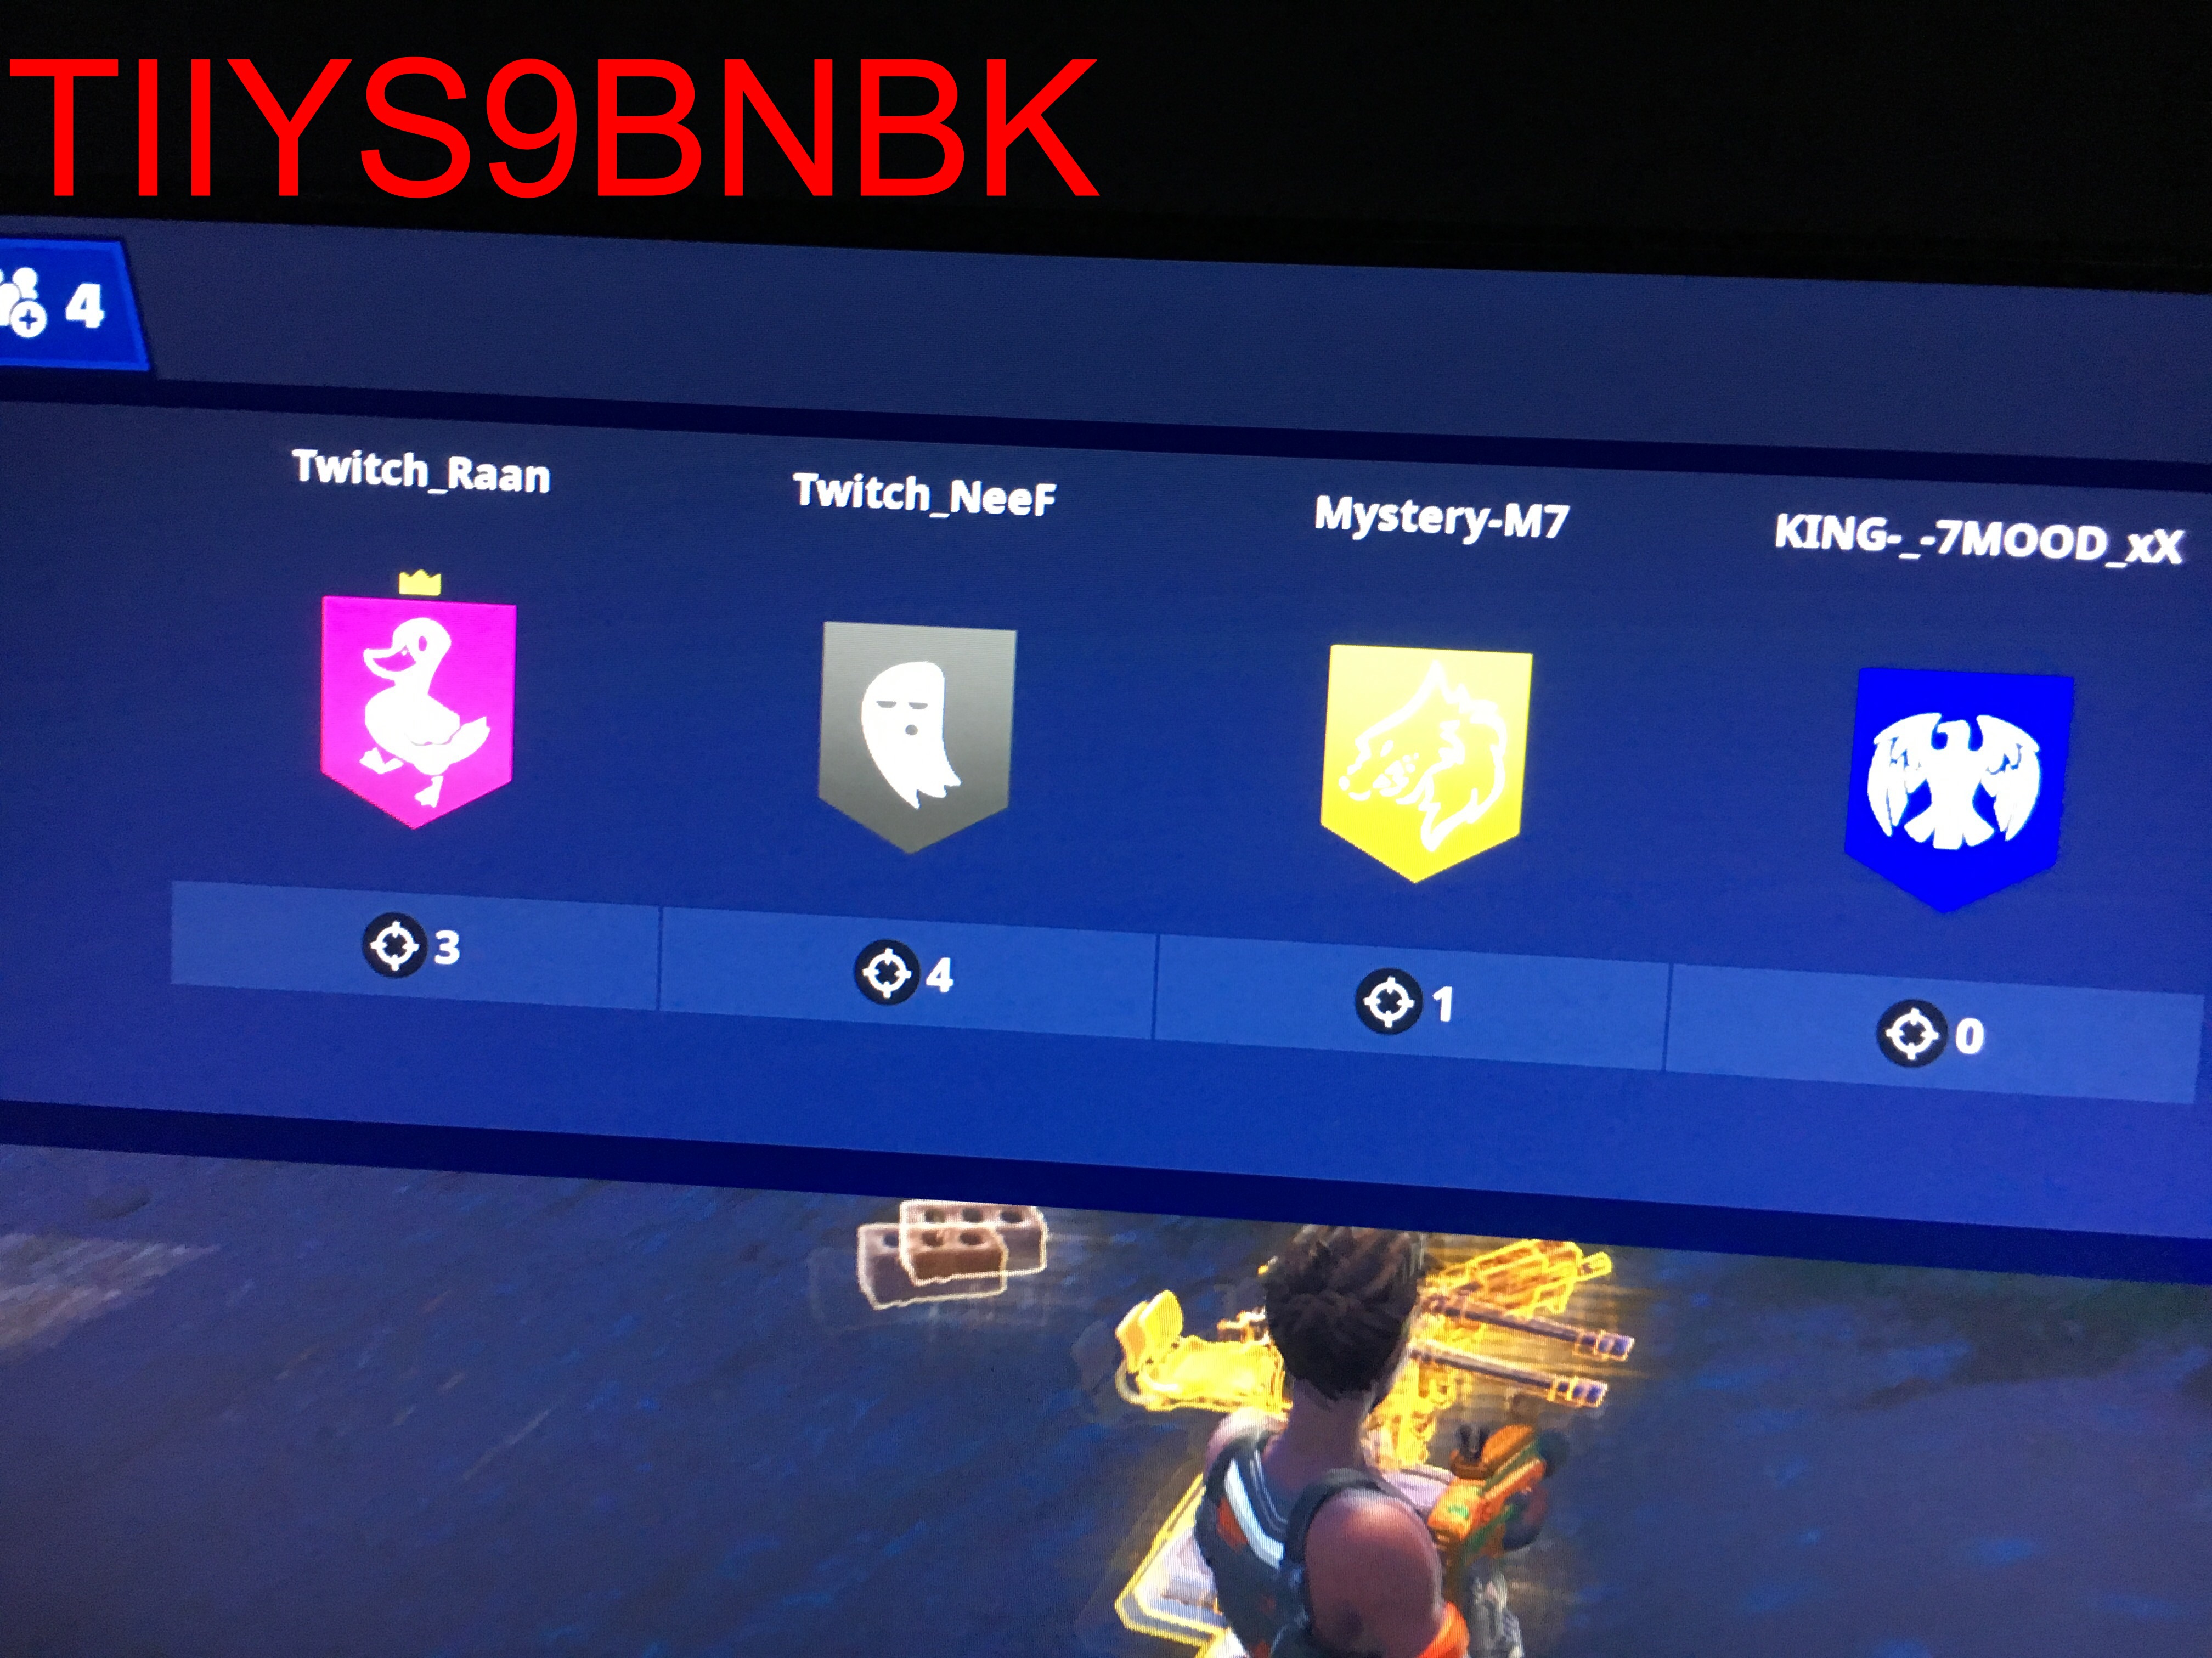 TIIYS9BNBK
4
Twitch_Raan Twitch_NeeF Mystery-M7 KING-_-7MOOD_xX
3 4 1 0